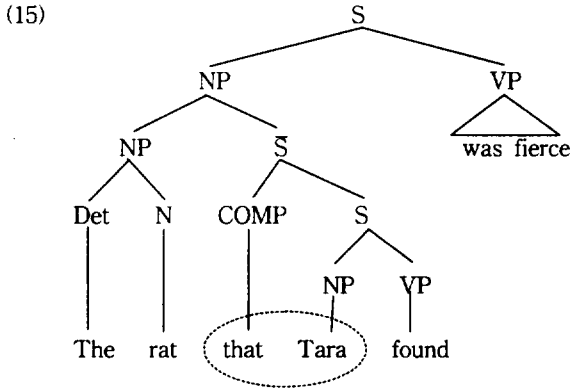 (15) S
NP VP
NP S̄ was fierce
Det N COMP S
NP VP
The rat that Tara found